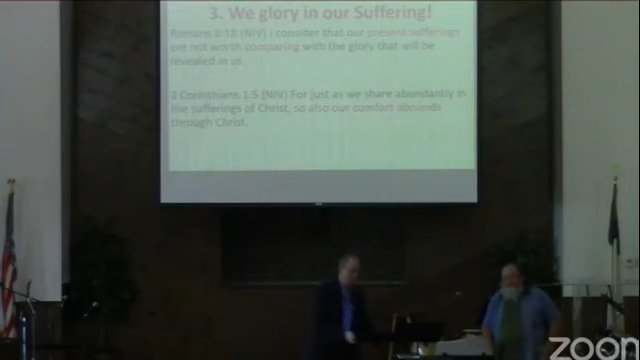 3. We glory in our Suffering!
Romans 8:18 (NIV) I consider that our present sufferings
are not worth comparing with the glory that will be
revealed in us.
2 Corinthians 1:5 (NIV) For just as we share abundantly in
the sufferings of Christ, so also our comfort abounds
through Christ.
zoom